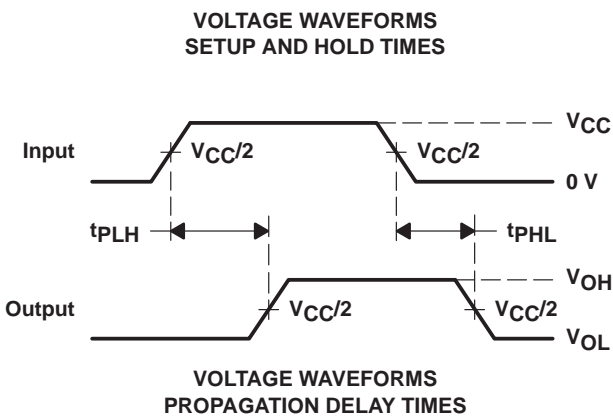 VOLTAGE WAVEFORMS
SETUP AND HOLD TIMES
VCC
Input
VCC/2
VCC/2
0 V
tPLH
tPHL
VOH
Output
VCC/2
VCC/2
VOL
VOLTAGE WAVEFORMS
PROPAGATION DELAY TIMES